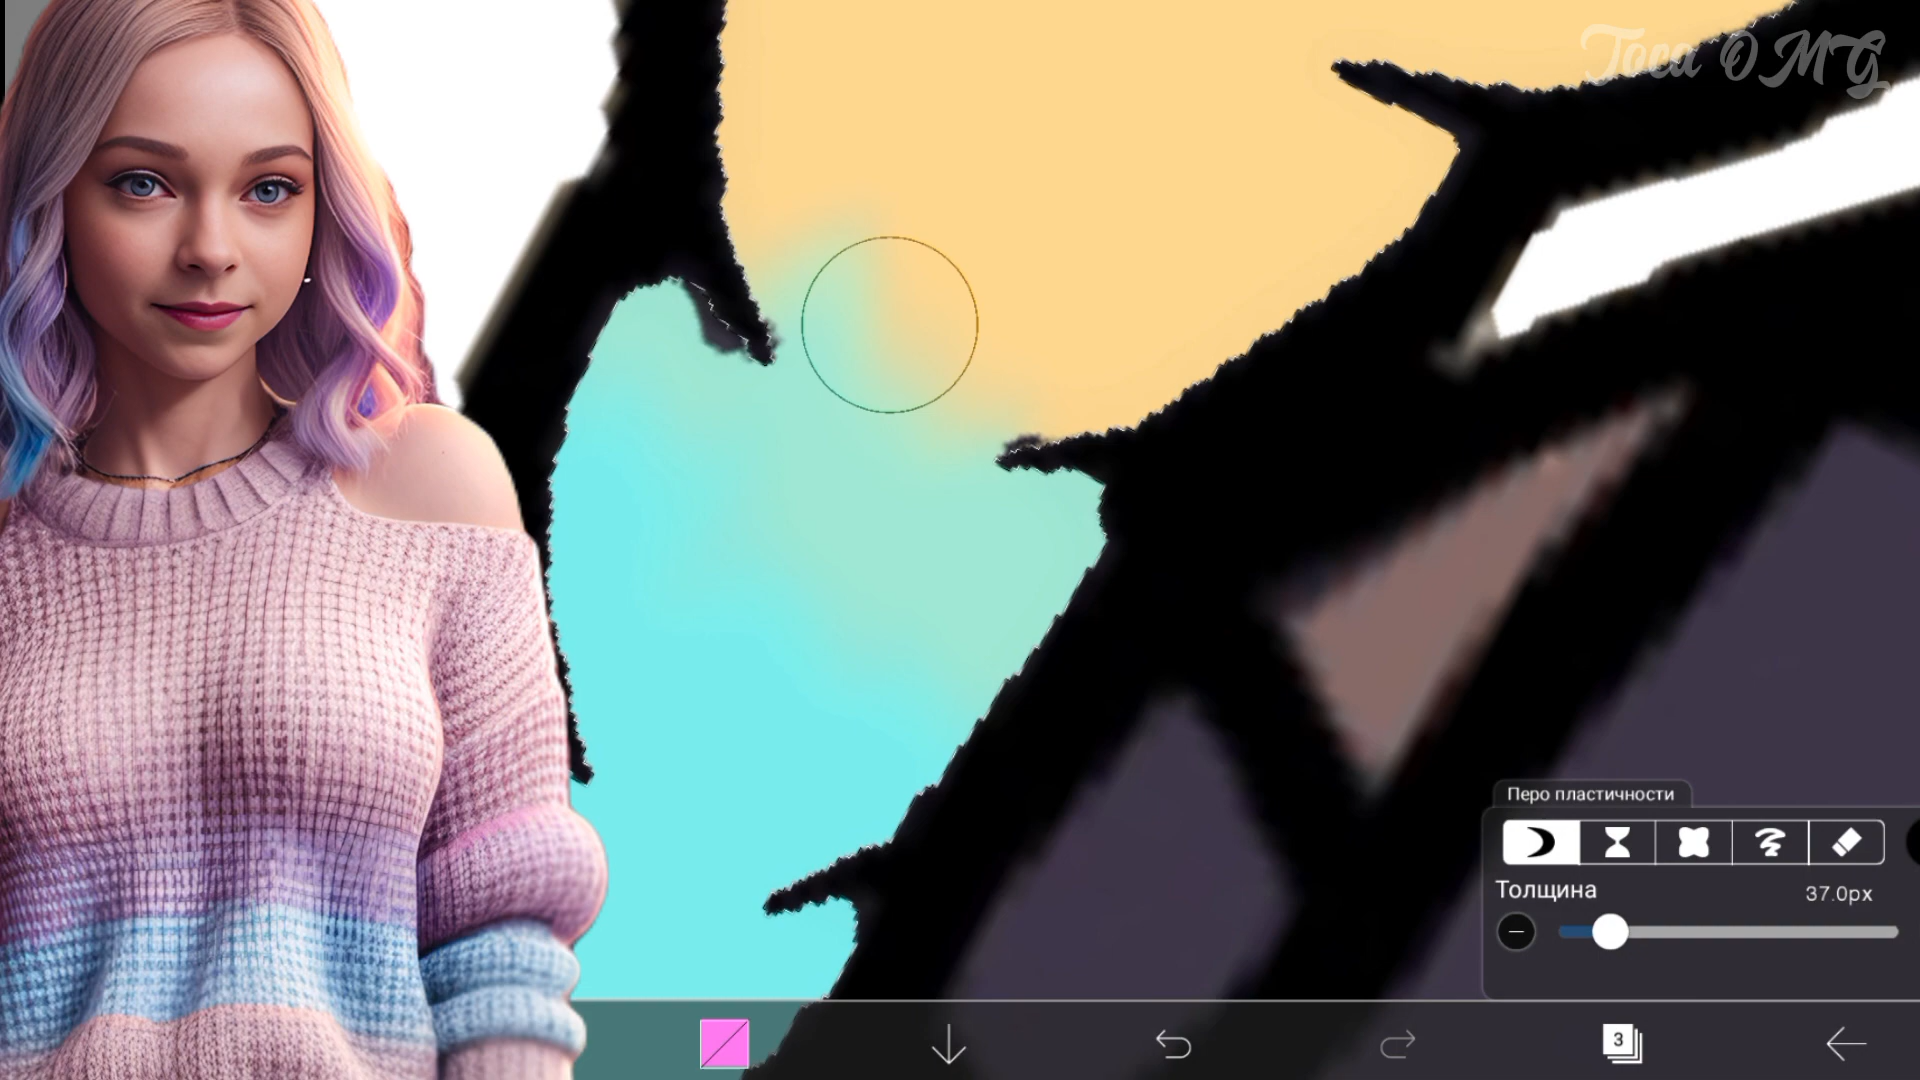 Toca OMG
Перо пластичности
Толщина
37.0px
3